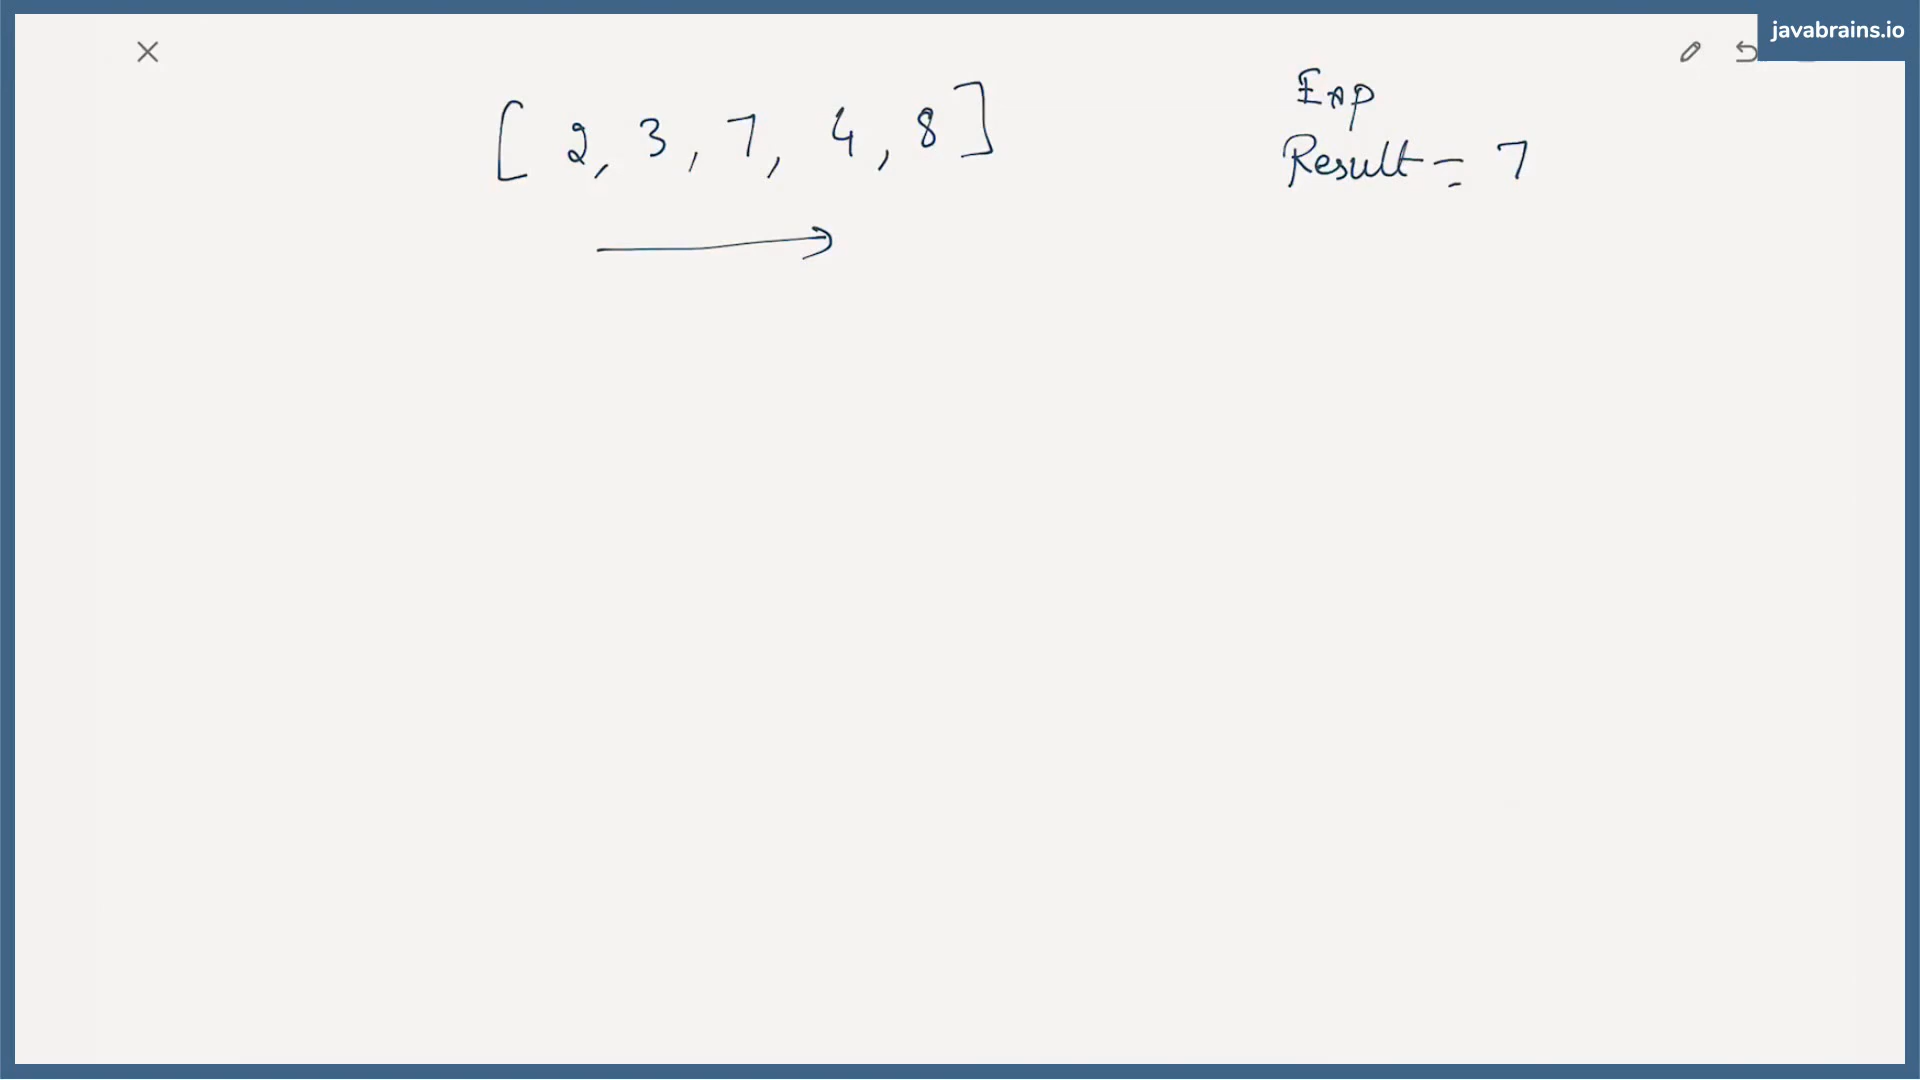 javabrains.io
[ 2, 3, 7, 4, 8 ]
Exp
Result = 7